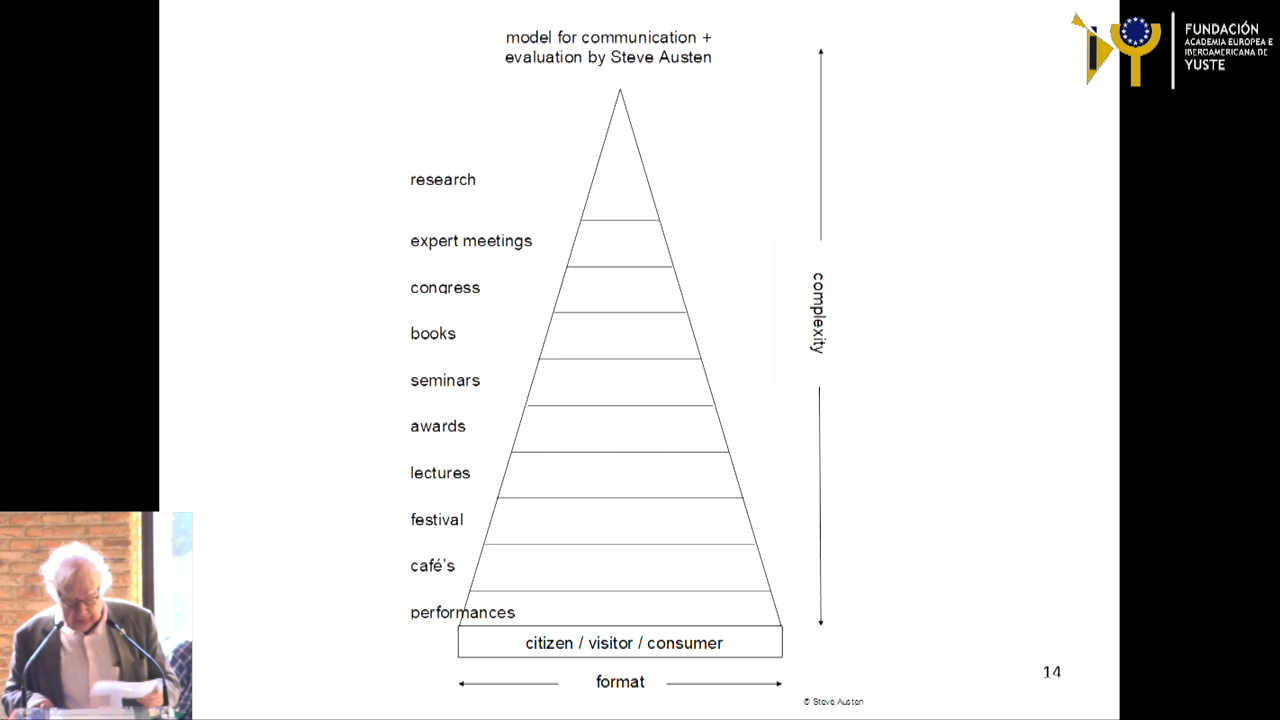 model for communication +
evaluation by Steve Austen
FUNDACIÓN
ACADEMIA EUROPEA E
IBEROAMERICANA DE
YUSTE
research
expert meetings
congress
books
seminars
awards
lectures
festival
café's
performances
complexity
citizen / visitor / consumer
format
14
© Steve Austen